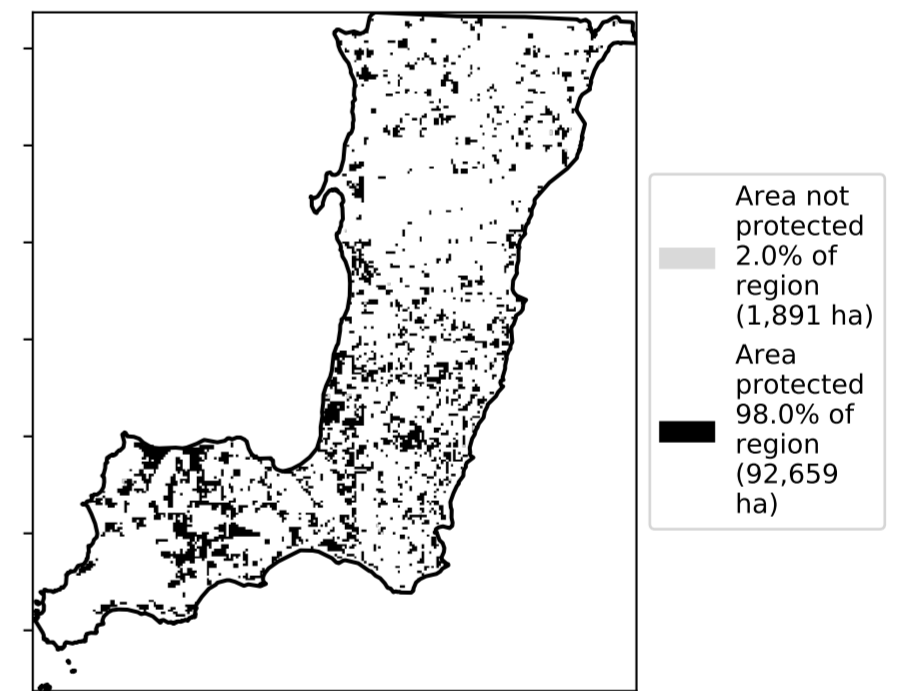 Area not
protected
2.0% of
region
(1,891 ha)
Area
protected
98.0% of
region
(92,659
ha)